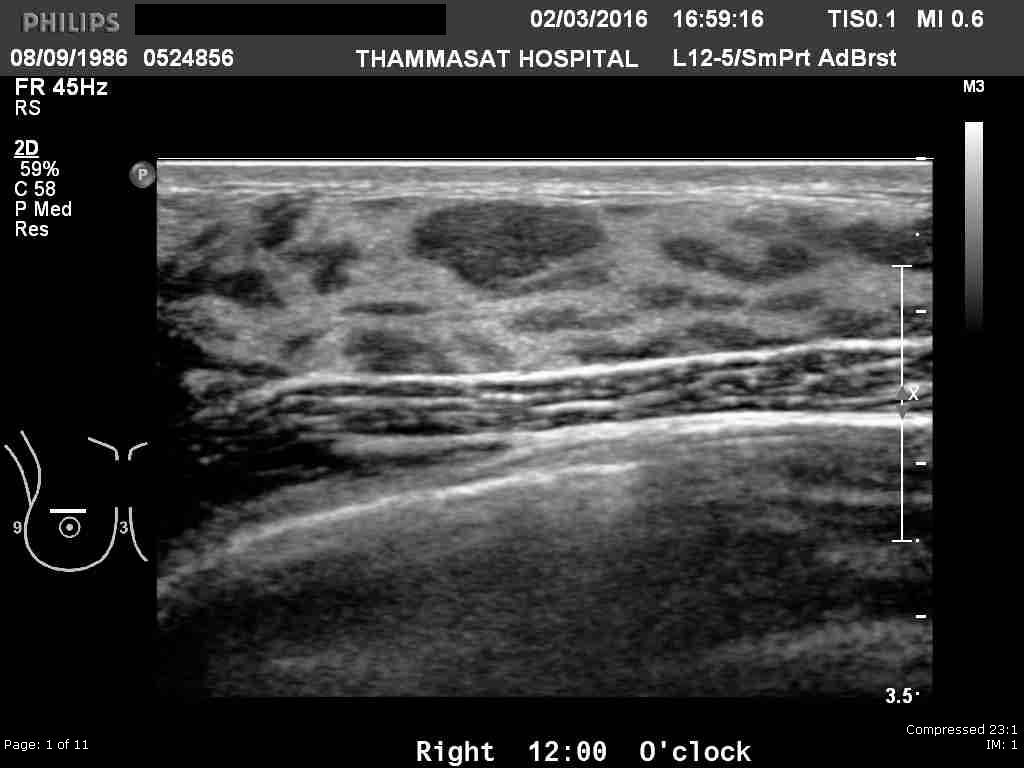 PHILIPS 02/03/2016 16:59:16 TIS0.1 MI 0.6
08/09/1986 0524856 THAMMASAT HOSPITAL L12-5/SmPrt AdBrst
FR 45Hz
RS
M3
2D
59%
C 58
P Med
Res
P
X
9 3
3.5
Compressed 23:1
Page: 1 of 11
IM: 1
Right 12:00 O'clock